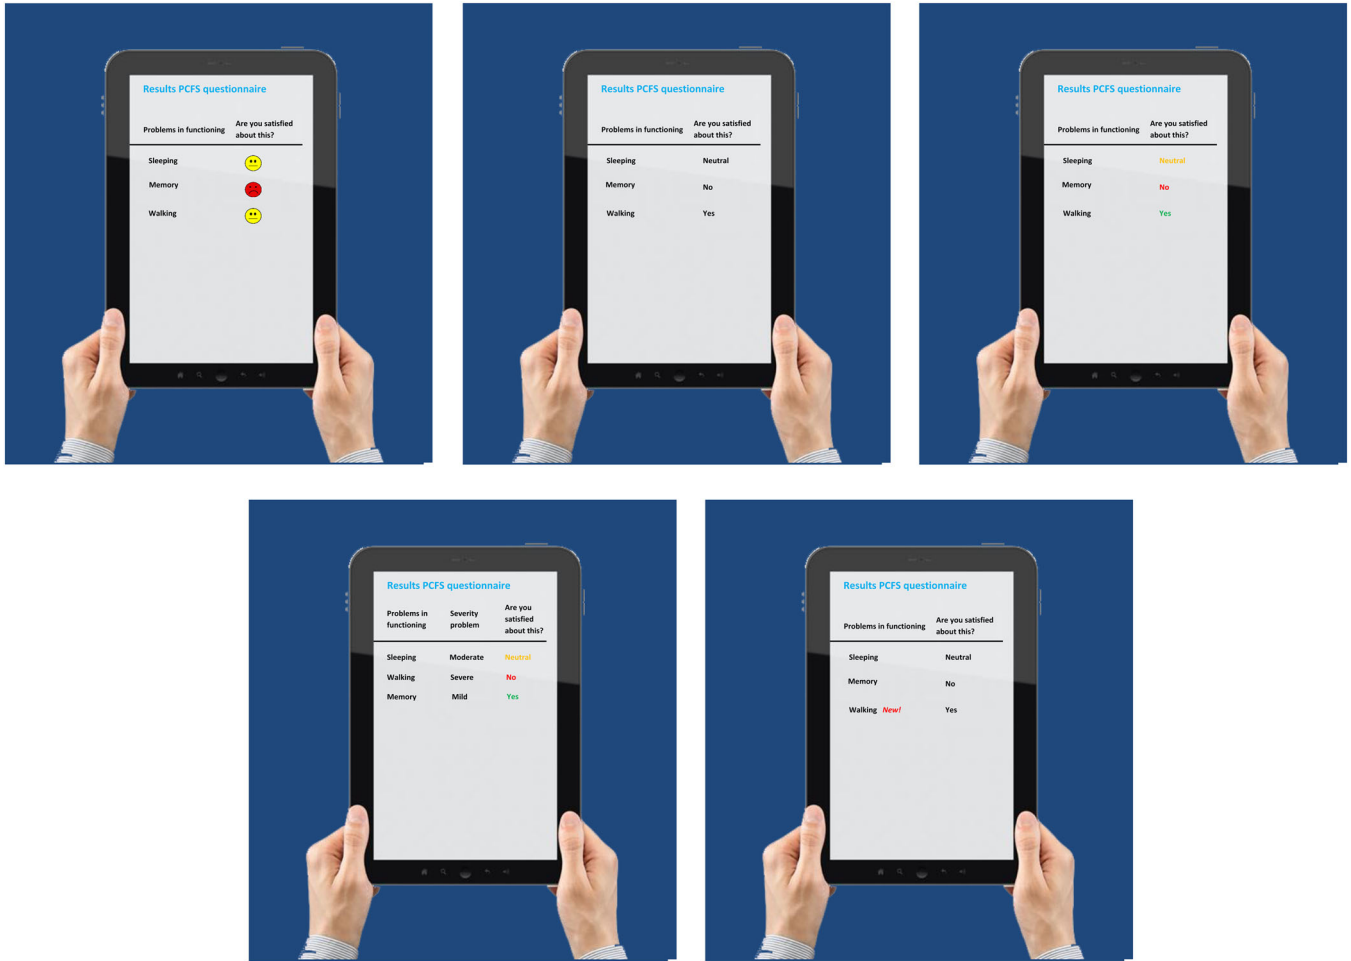 Results PCFS questionnaire
Problems in functioning Are you satisfied about this?
Sleeping
Memory
Walking
Results PCFS questionnaire
Problems in functioning Are you satisfied about this?
Sleeping Neutral
Memory No
Walking Yes
Results PCFS questionnaire
Problems in functioning Are you satisfied about this?
Sleeping Neutral
Memory No
Walking Yes
Results PCFS questionnaire
Problems in functioning Severity problem Are you satisfied about this?
Sleeping Moderate Neutral
Walking Severe No
Memory Mild Yes
Results PCFS questionnaire
Problems in functioning Are you satisfied about this?
Sleeping Neutral
Memory No
Walking New! Yes